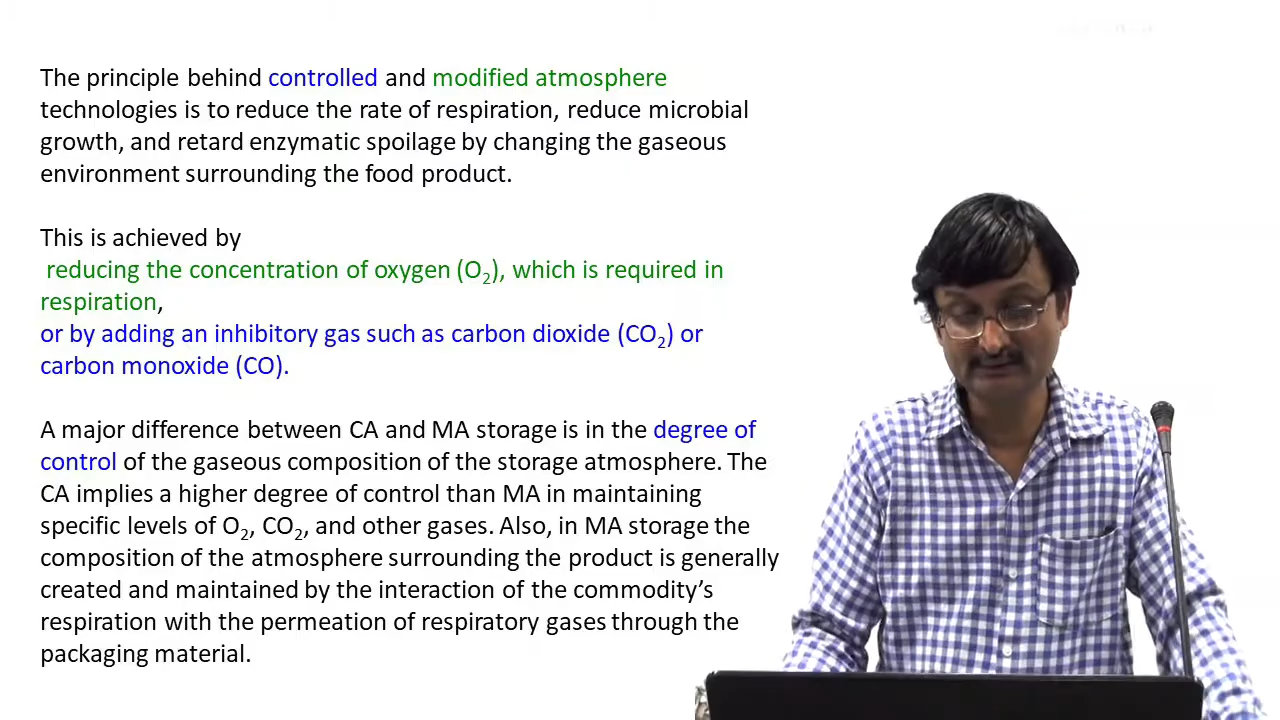 The principle behind controlled and modified atmosphere
technologies is to reduce the rate of respiration, reduce microbial
growth, and retard enzymatic spoilage by changing the gaseous
environment surrounding the food product.
This is achieved by
reducing the concentration of oxygen (O₂), which is required in
respiration,
or by adding an inhibitory gas such as carbon dioxide (CO₂) or
carbon monoxide (CO).
A major difference between CA and MA storage is in the degree of
control of the gaseous composition of the storage atmosphere. The
CA implies a higher degree of control than MA in maintaining
specific levels of O₂, CO₂, and other gases. Also, in MA storage the
composition of the atmosphere surrounding the product is generally
created and maintained by the interaction of the commodity’s
respiration with the permeation of respiratory gases through the
packaging material.